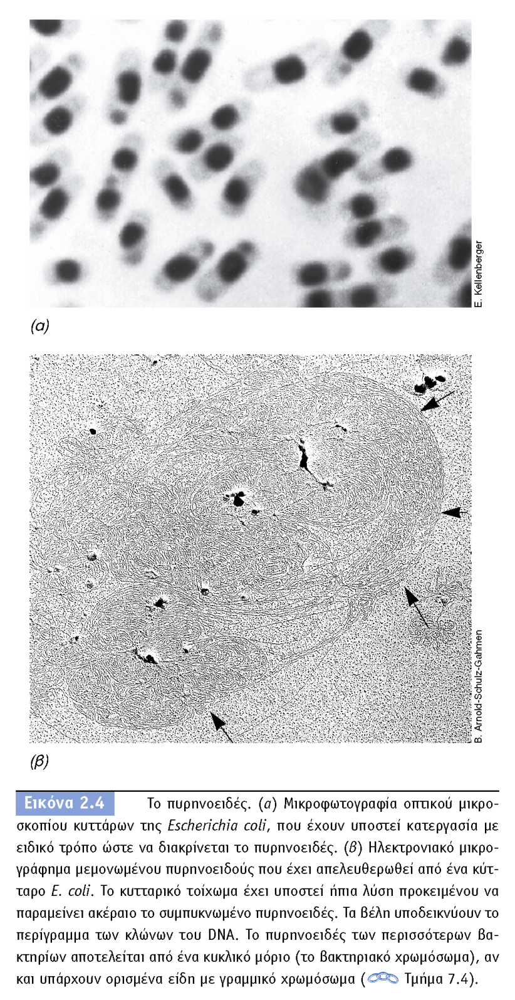 E. Kellenberger
(α)
B. Arnold-Schulz-Gahmen
(β)
Εικόνα 2.4 Το πυρηνοειδές. (α) Μικροφωτογραφία οπτικού μικρο-
σκοπίου κυττάρων της Escherichia coli, που έχουν υποστεί κατεργασία με
ειδικό τρόπο ώστε να διακρίνεται το πυρηνοειδές. (β) Ηλεκτρονιακό μικρο-
γράφημα μεμονωμένου πυρηνοειδούς που έχει απελευθερωθεί από ένα κύτ-
ταρο E. coli. Το κυτταρικό τοίχωμα έχει υποστεί ήπια λύση προκειμένου να
παραμείνει ακέραιο το συμπυκνωμένο πυρηνοειδές. Τα βέλη υποδεικνύουν το
περίγραμμα των κλώνων του DNA. Το πυρηνοειδές των περισσότερων βα-
κτηρίων αποτελείται από ένα κυκλικό μόριο (το βακτηριακό χρωμόσωμα), αν
και υπάρχουν ορισμένα είδη με γραμμικό χρωμόσωμα ( Τμήμα 7.4).